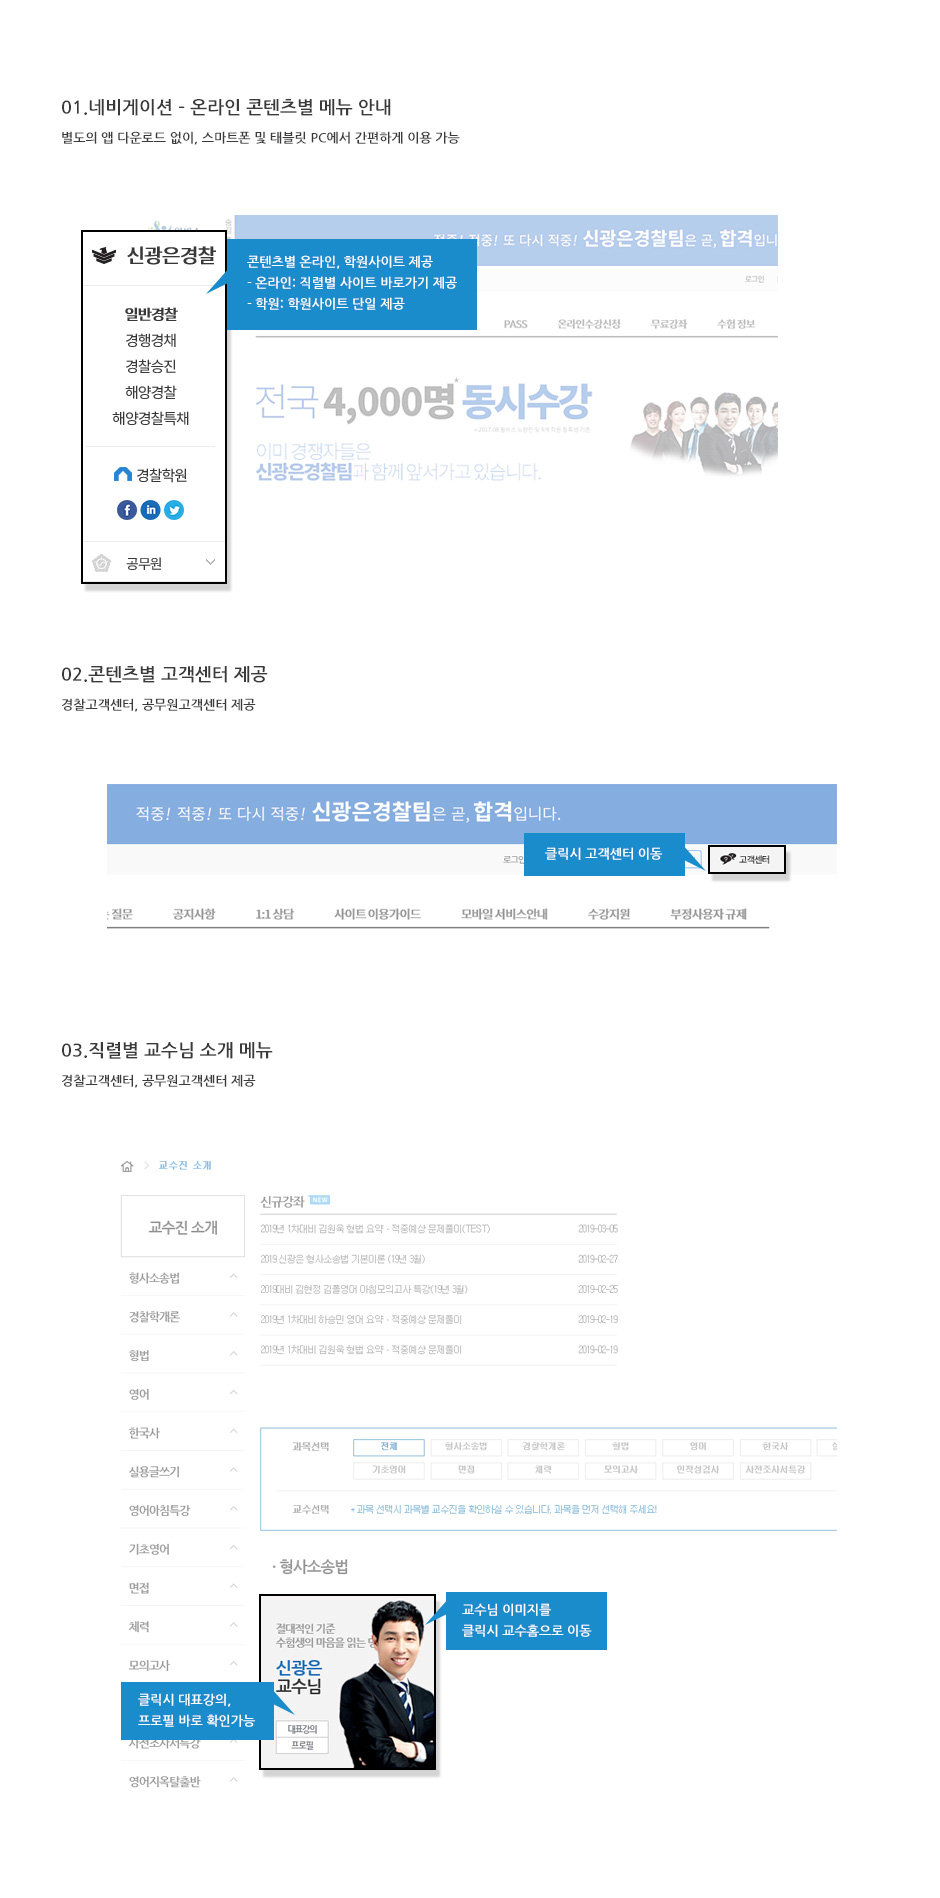 01.네비게이션 - 온라인 콘텐츠별 메뉴 안내
별도의 앱 다운로드 없이, 스마트폰 및 태블릿 PC에서 간편하게 이용 가능
적중! 또 다시 적중! 신광은경찰팀은 곧, 합격입니
신광은경찰
콘텐츠별 온라인, 학원사이트 제공
- 온라인: 직렬별 사이트 바로가기 제공
- 학원: 학원사이트 단일 제공
로그인
일반경찰
경행경채
경찰승진
해양경찰
해양경찰특채
PASS 온라인수강신청 무료강좌 수험정보
전국 4,000명* 동시수강
이미 경쟁자들은
신광은경찰팀과 함께 앞서가고 있습니다.
경찰학원
f in
공무원
02.콘텐츠별 고객센터 제공
경찰고객센터, 공무원고객센터 제공
적중! 적중! 또 다시 적중! 신광은경찰팀은 곧, 합격입니다.
로그인
클릭시 고객센터 이동
고객센터
질문 공지사항 1:1 상담 사이트 이용가이드 모바일 서비스안내 수강지원 부정사용자 규제
03.직렬별 교수님 소개 메뉴
경찰고객센터, 공무원고객센터 제공
교수진 소개
교수진 소개
형사소송법
경찰학개론
형법
영어
한국사
실용글쓰기
영어아침특강
기초영어
면접
체력
모의고사
사전조사서특강
영어지옥탈출반
신규강좌 NEW
2019년 1차대비 김원욱 형법 요약·적중예상 문제풀이(TEST) 2019-03-05
2019 신광은 형사소송법 기본이론 (19년 3월) 2019-02-27
2019대비 김현정 김폴영어 아침모의고사 특강(19년 3월) 2019-02-25
2019년 1차대비 하승민 영어 요약·적중예상 문제풀이 2019-02-19
2019년 1차대비 김원욱 형법 요약·적중예상 문제풀이 2019-02-19
과목선택 전체 형사소송법 경찰학개론 형법 영어 한국사
기초영어 면접 체력 모의고사 인적성검사 사전조사서특강
교수선택 * 과목 선택시 과목별 교수진을 확인하실 수 있습니다. 과목을 먼저 선택해 주세요!
· 형사소송법
절대적인 기준
수험생의 마음을 읽는
신광은
교수님
대표강의
프로필
교수님 이미지를
클릭시 교수홈으로 이동
클릭시 대표강의,
프로필 바로 확인가능